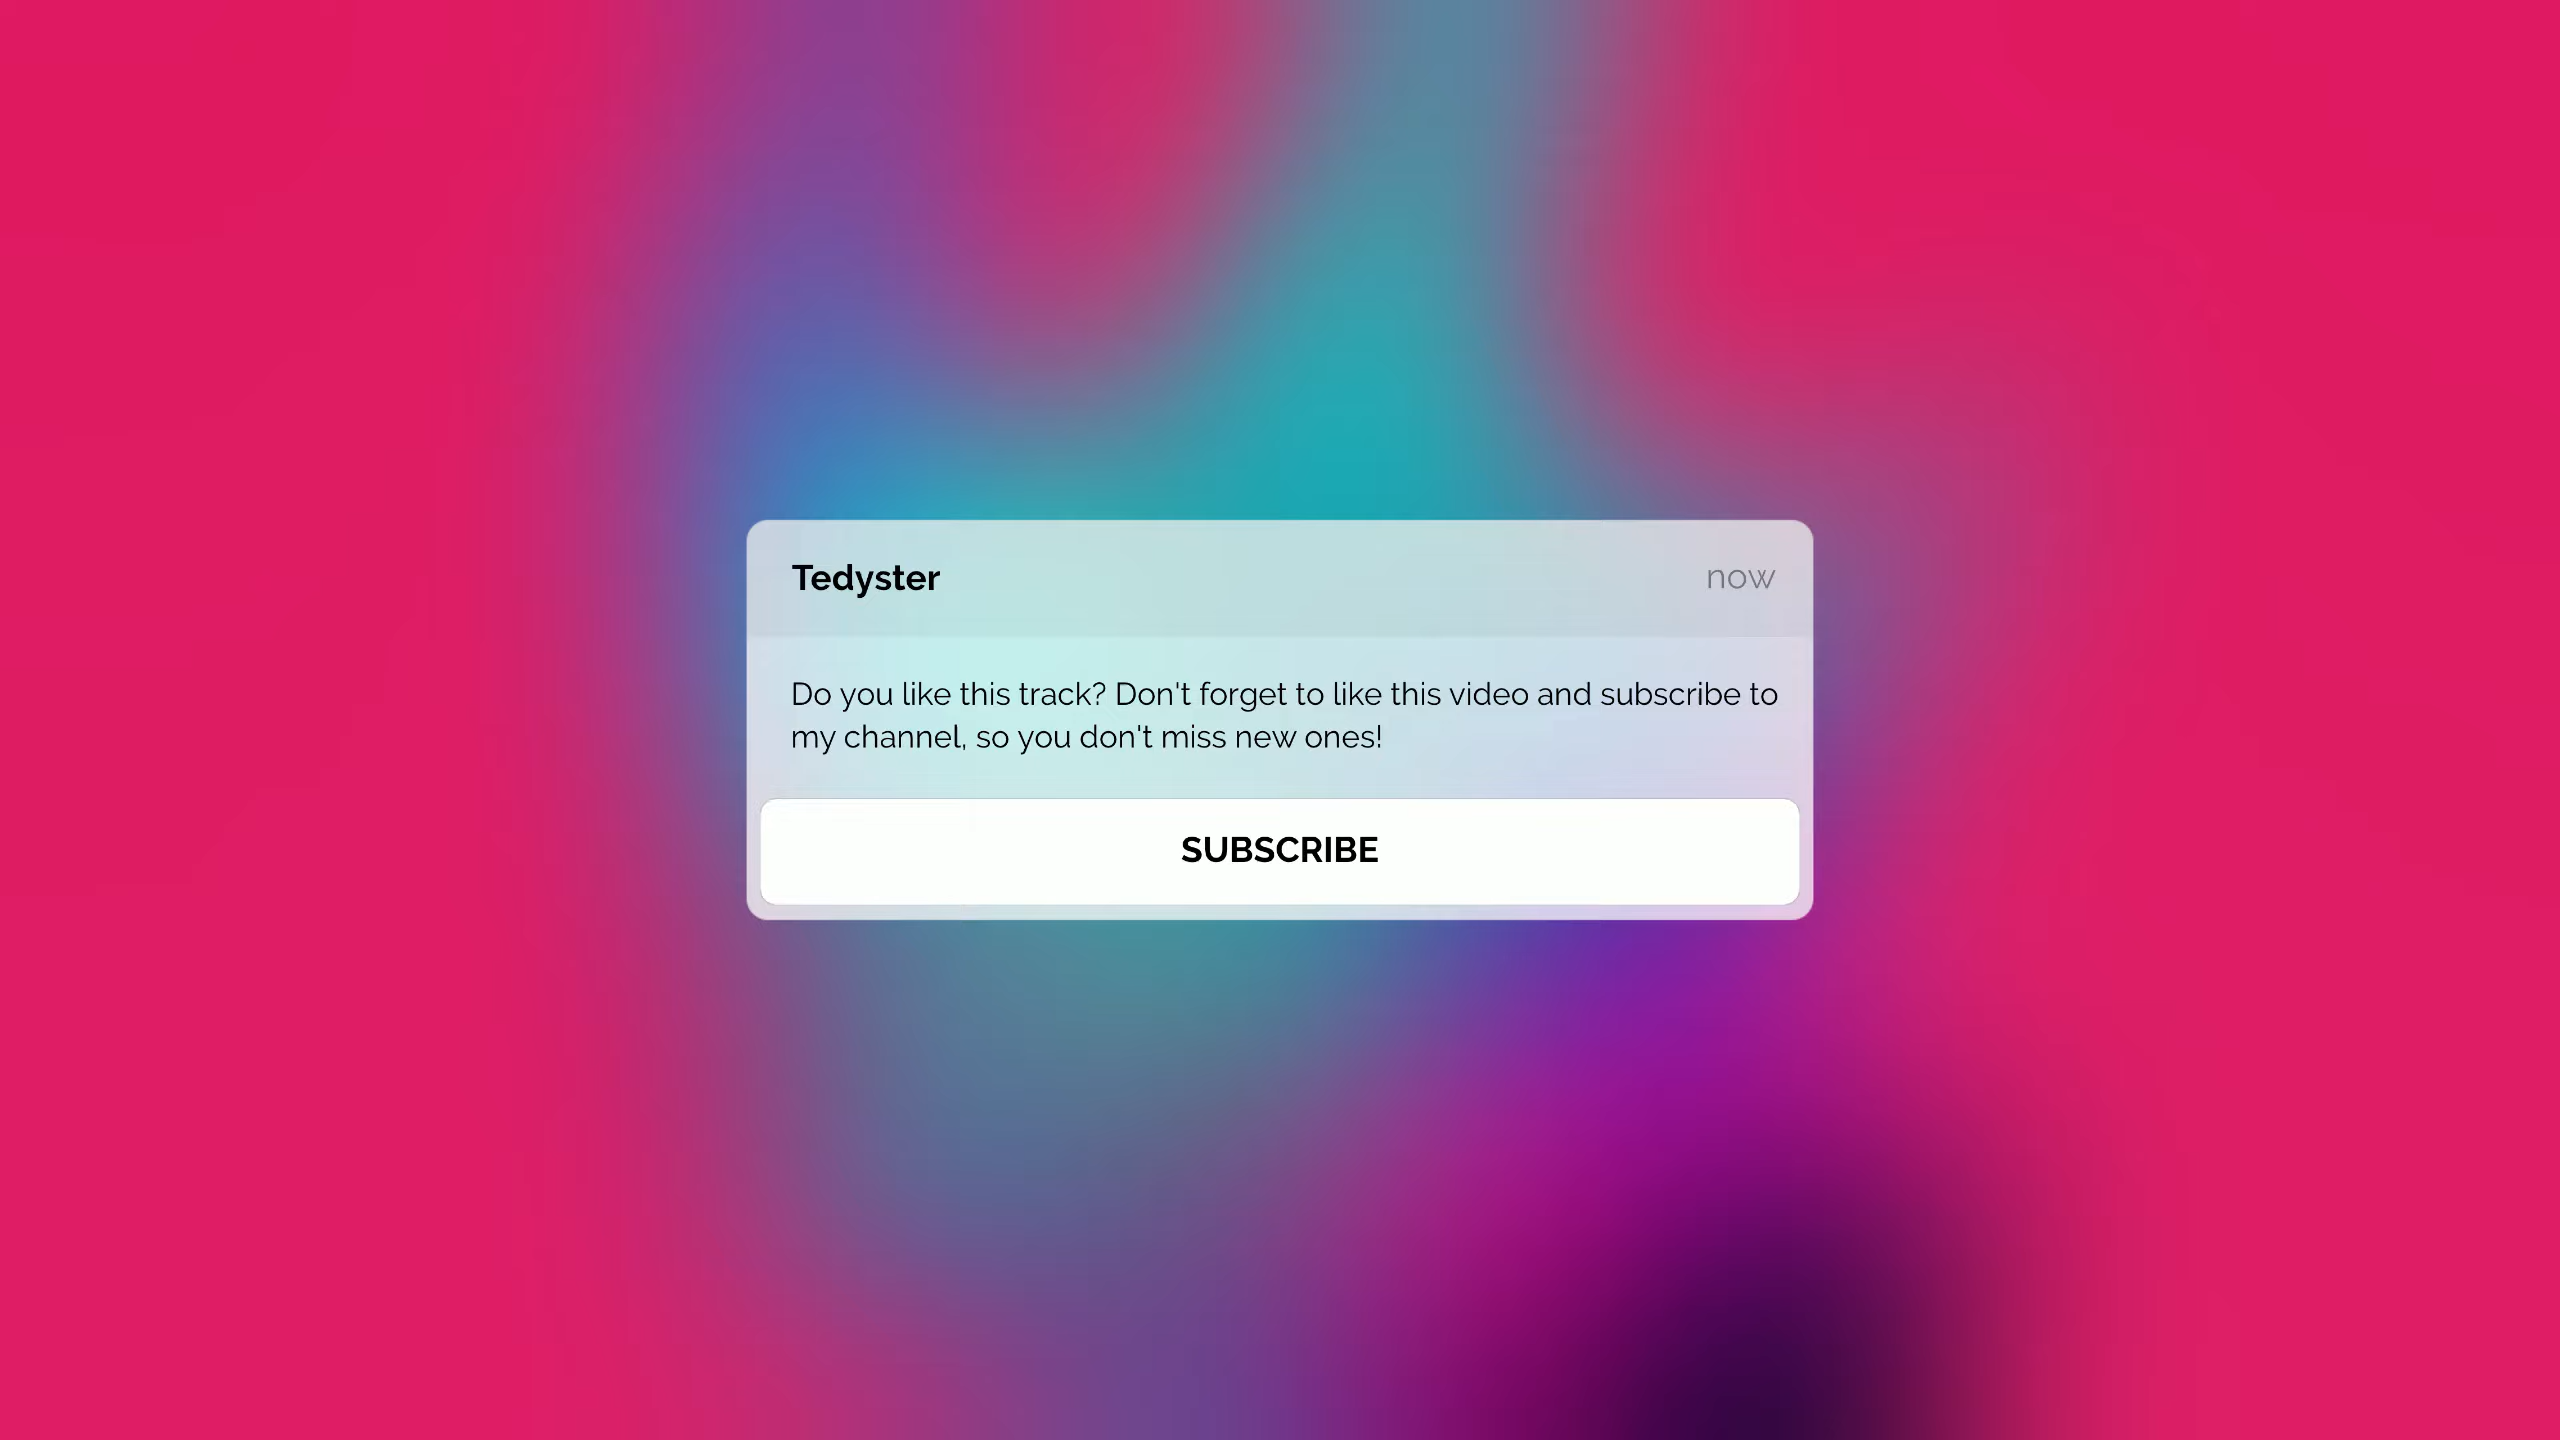 Tedyster
now
Do you like this track? Don't forget to like this video and subscribe to
my channel, so you don't miss new ones!
SUBSCRIBE